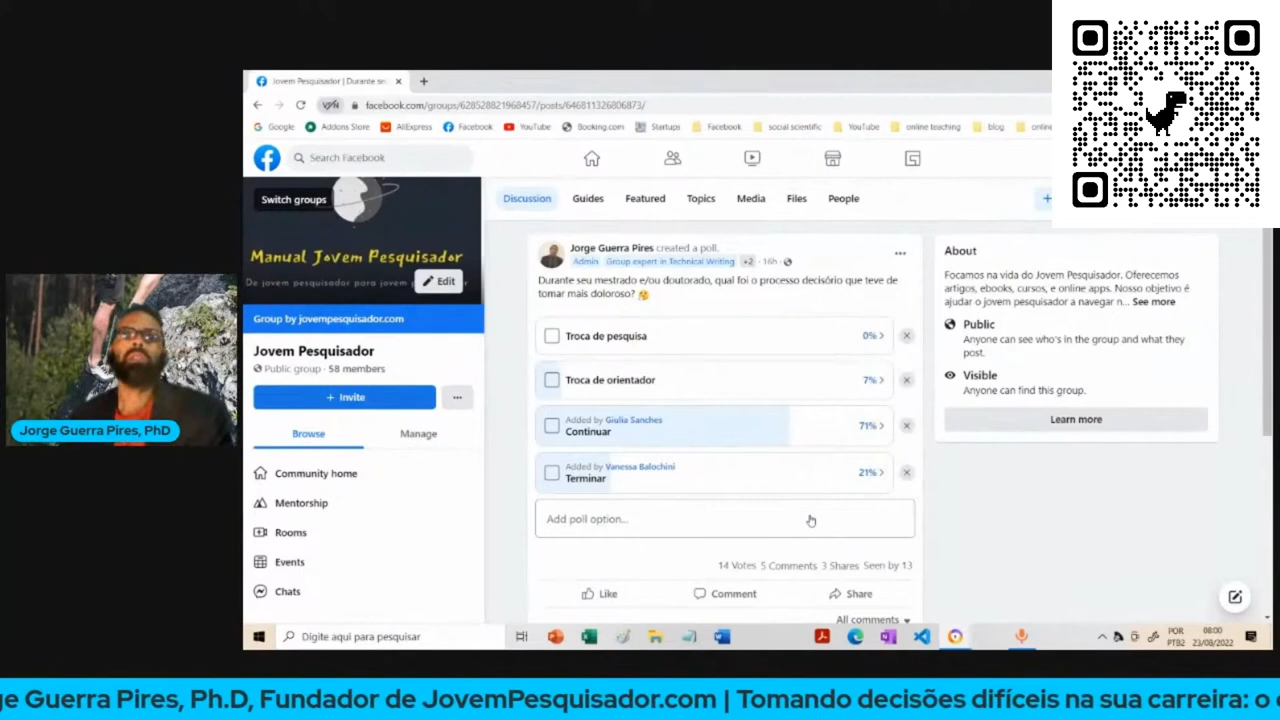 Jovem Pesquisador | Durante se
facebook.com/groups/628528821968457/posts/646811326806873/
Google Addons Store AliExpress Facebook YouTube Booking.com Startups Facebook social scientific YouTube online teaching blog online
Search Facebook
Switch groups
Manual Jovem Pesquisador
De jovem pesquisador para jovem
Edit
Group by jovempesquisador.com
Jovem Pesquisador
Public group · 58 members
+ Invite
Browse Manage
Community home
Mentorship
Rooms
Events
Chats
Discussion Guides Featured Topics Media Files People
Jorge Guerra Pires created a poll.
Admin Group expert in Technical Writing +2 · 16h ·
Durante seu mestrado e/ou doutorado, qual foi o processo decisório que teve de
tomar mais doloroso? 🤔
Troca de pesquisa 0%
Troca de orientador 7%
Added by Giulia Sanches
Continuar 71%
Added by Vanessa Balochini
Terminar 21%
Add poll option...
14 Votes 5 Comments 3 Shares Seen by 13
Like Comment Share
All comments
About
Focamos na vida do Jovem Pesquisador. Oferecemos
artigos, ebooks, cursos, e online apps. Nosso objetivo é
ajudar o jovem pesquisador a navegar n... See more
Public
Anyone can see who's in the group and what they
post.
Visible
Anyone can find this group.
Learn more
Jorge Guerra Pires, PhD
Digite aqui para pesquisar
POR
PTB2
08:00
23/08/2022
ge Guerra Pires, Ph.D, Fundador de JovemPesquisador.com | Tomando decisões difíceis na sua carreira: o